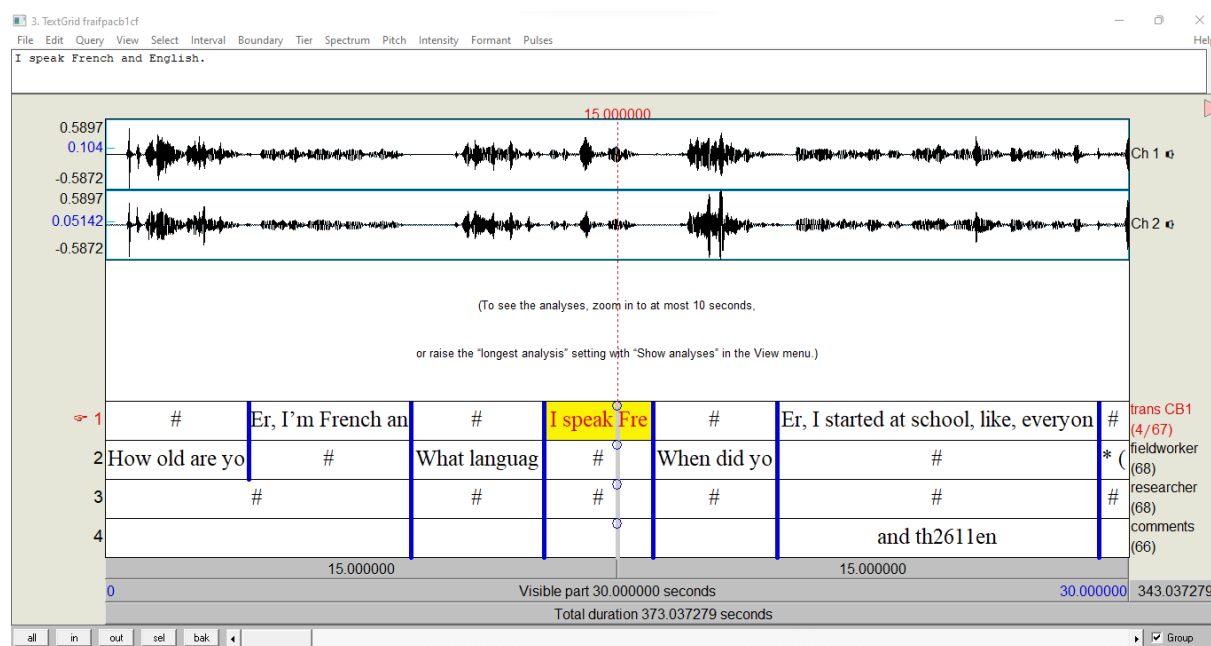 3. TextGrid fraifpacb1cf
File Edit Query View Select Interval Boundary Tier Spectrum Pitch Intensity Formant Pulses Help
I speak French and English.
15.000000
0.5897
0.104
-0.5872
Ch 1
0.5897
0.05142
-0.5872
Ch 2
(To see the analyses, zoom in to at most 10 seconds,
or raise the "longest analysis" setting with "Show analyses" in the View menu.)
1 # Er, I'm French an # I speak Fre # Er, I started at school, like, everyon # trans CB1 (4/67)
2 How old are yo # What languag # When did yo # * ( fieldworker (68)
3 # # # # # # researcher (68)
4 and th2611en comments (66)
15.000000 15.000000
0 Visible part 30.000000 seconds 30.000000 343.037279
Total duration 373.037279 seconds
all in out sel bak Group